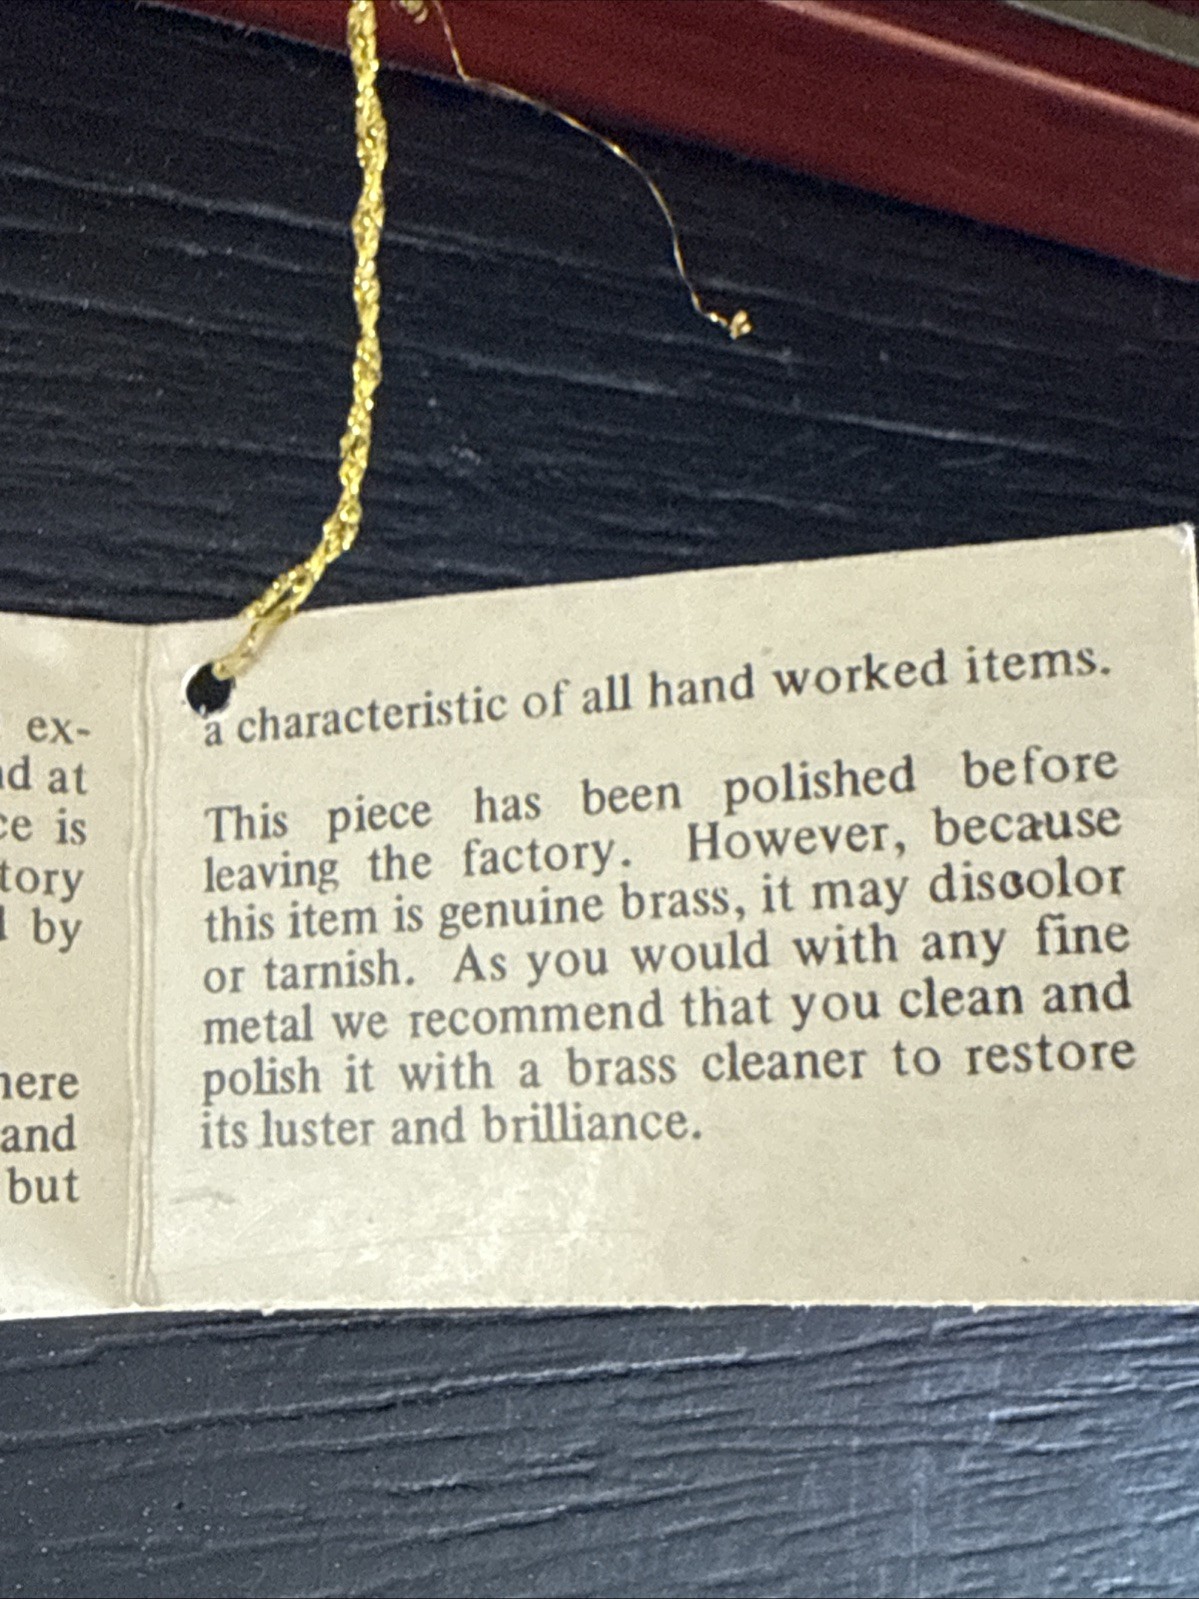 ex-
at
is
by
and
but
a characteristic of all hand worked items.
This piece has been polished before
leaving the factory. However, because
this item is genuine brass, it may discolor
or tarnish. As you would with any fine
metal we recommend that you clean and
polish it with a brass cleaner to restore
its luster and brilliance.